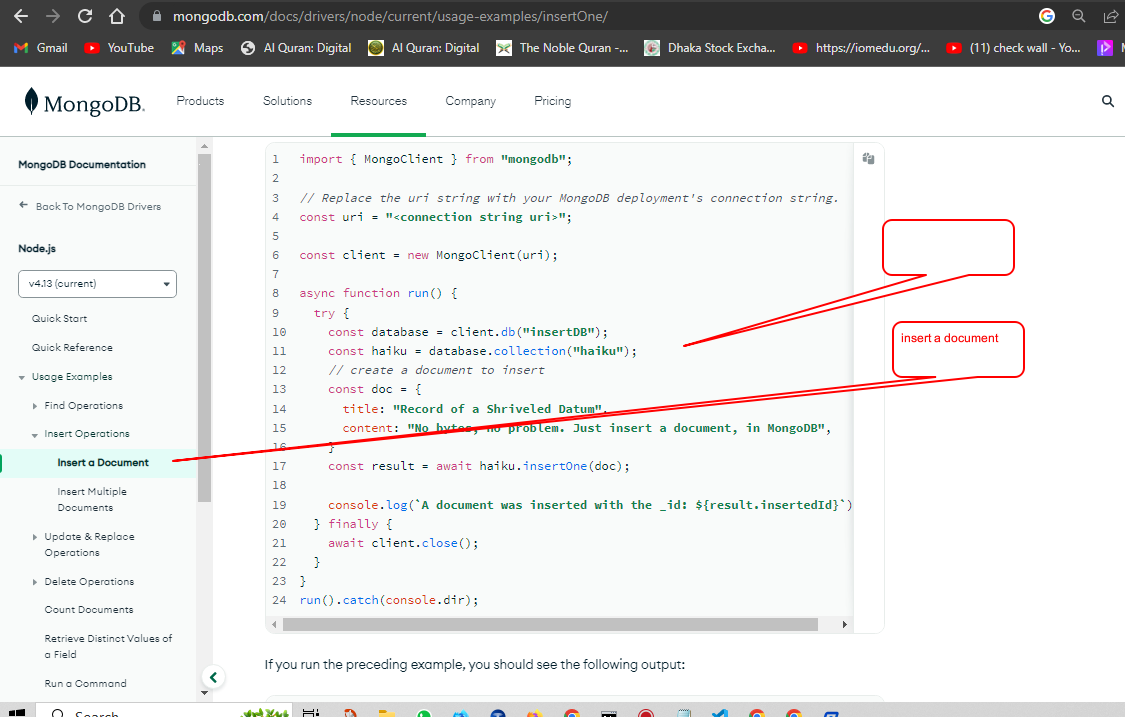 mongodb.com/docs/drivers/node/current/usage-examples/insertOne/
Gmail YouTube Maps Al Quran: Digital Al Quran: Digital The Noble Quran -... Dhaka Stock Excha... https://iomedu.org/... (11) check wall - Yo...
MongoDB. Products Solutions Resources Company Pricing
MongoDB Documentation
Back To MongoDB Drivers
Node.js
v4.13 (current)
Quick Start
Quick Reference
Usage Examples
Find Operations
Insert Operations
Insert a Document
Insert Multiple
Documents
Update & Replace
Operations
Delete Operations
Count Documents
Retrieve Distinct Values of
a Field
Run a Command
1 import { MongoClient } from "mongodb";
2
3 // Replace the uri string with your MongoDB deployment's connection string.
4 const uri = "<connection string uri>";
5
6 const client = new MongoClient(uri);
7
8 async function run() {
9 try {
10 const database = client.db("insertDB");
11 const haiku = database.collection("haiku");
12 // create a document to insert
13 const doc = {
14 title: "Record of a Shriveled Datum",
15 content: "No bytes, no problem. Just insert a document, in MongoDB",
16 }
17 const result = await haiku.insertOne(doc);
18
19 console.log(`A document was inserted with the _id: ${result.insertedId}`)
20 } finally {
21 await client.close();
22 }
23 }
24 run().catch(console.dir);
insert a document
If you run the preceding example, you should see the following output:
Search